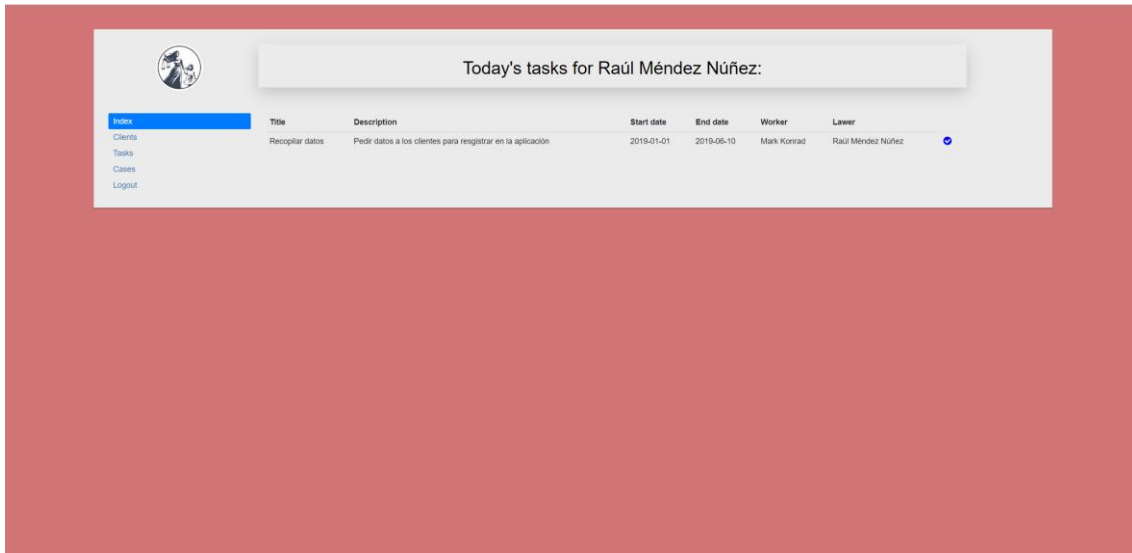 Today's tasks for Raúl Méndez Núñez:
Index
Clients
Tasks
Cases
Logout
Title Description Start date End date Worker Lawer
Recopilar datos Pedir datos a los clientes para resgistrar en la aplicación 2019-01-01 2019-06-10 Mark Konrad Raúl Méndez Núñez